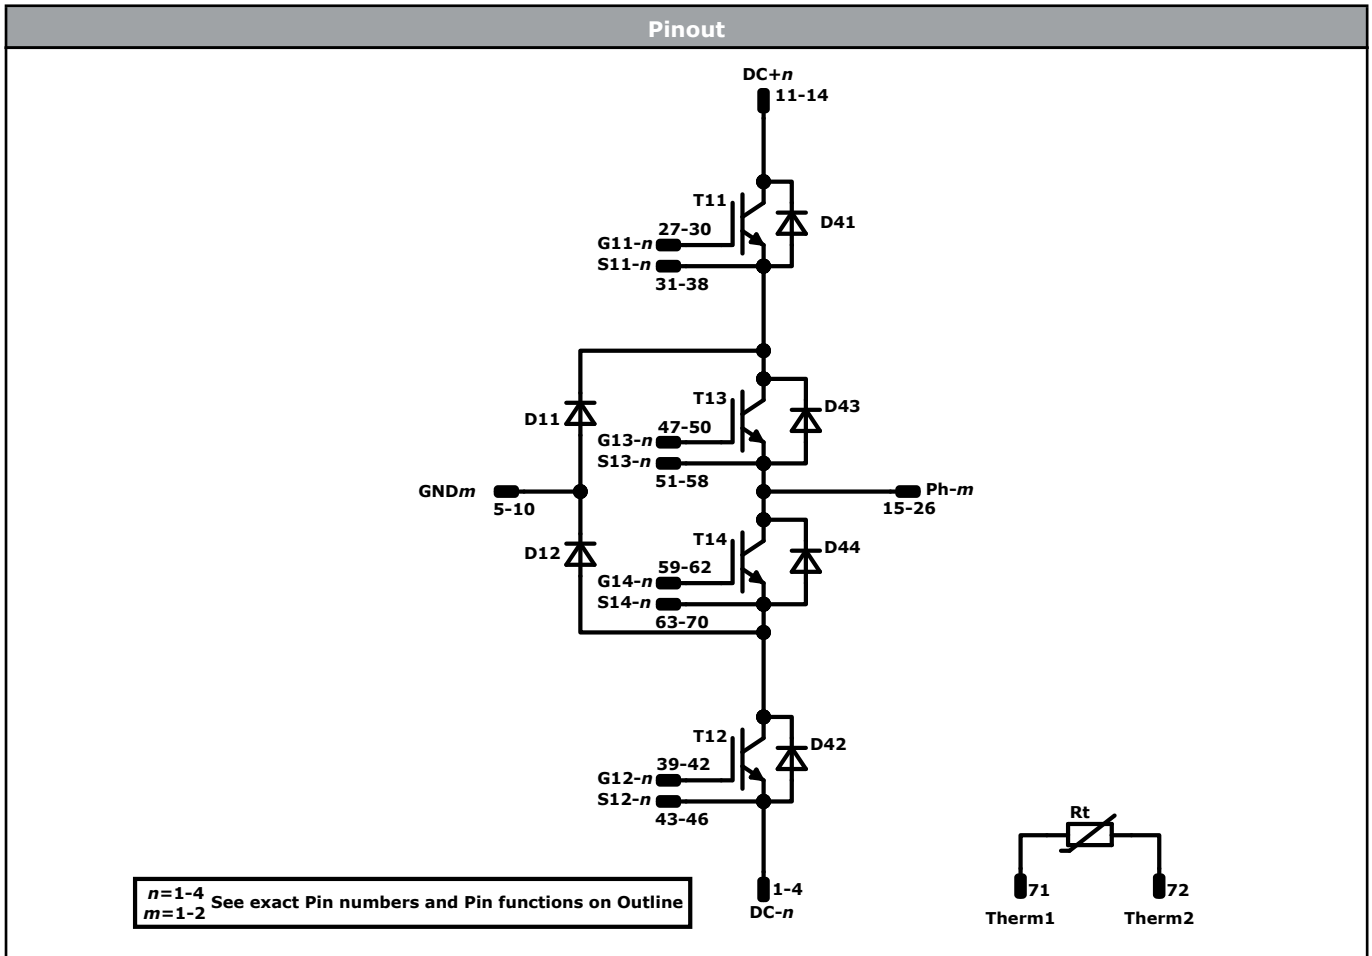 Pinout
DC+n
11-14
T11
27-30
G11-n
S11-n
31-38
D41
T13
47-50
G13-n
S13-n
51-58
D43
D11
GNDm
5-10
Ph-m
15-26
D12
T14
59-62
G14-n
S14-n
63-70
D44
T12
39-42
G12-n
S12-n
43-46
D42
1-4
DC-n
Rt
71
72
Therm1
Therm2
n=1-4
m=1-2
See exact Pin numbers and Pin functions on Outline